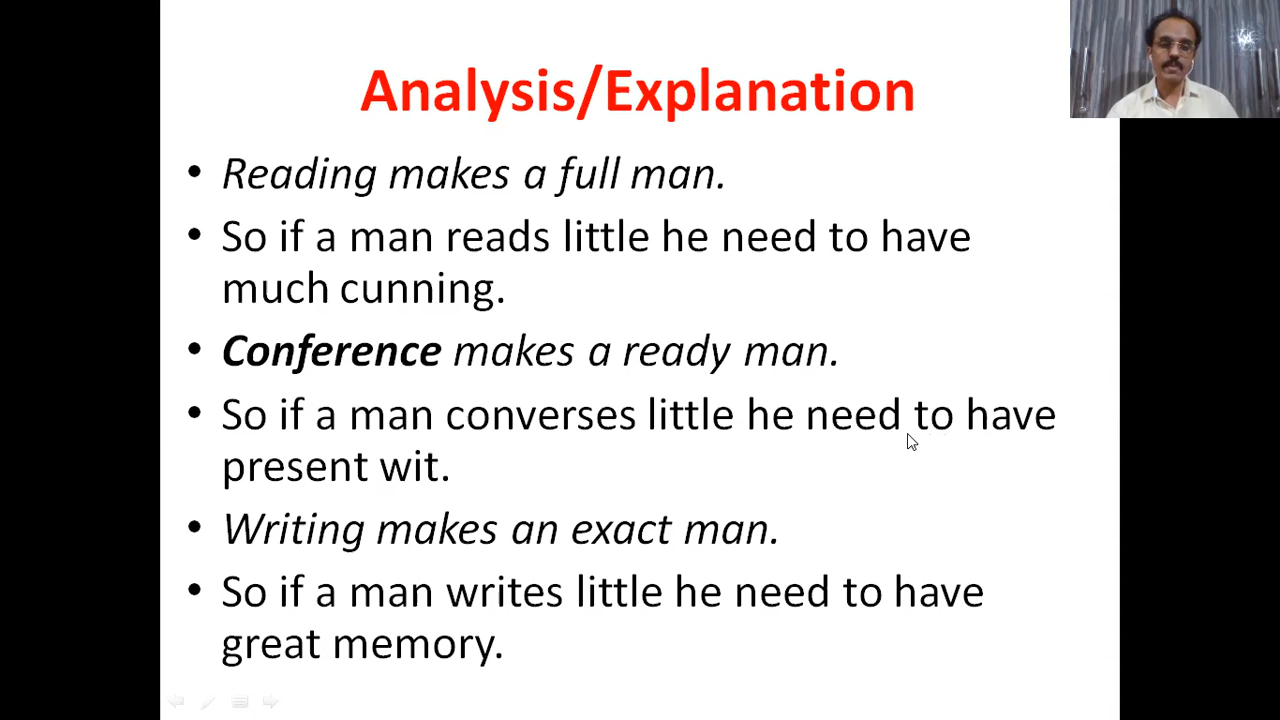 Analysis/Explanation
• Reading makes a full man.
• So if a man reads little he need to have
much cunning.
• Conference makes a ready man.
• So if a man converses little he need to have
present wit.
• Writing makes an exact man.
• So if a man writes little he need to have
great memory.